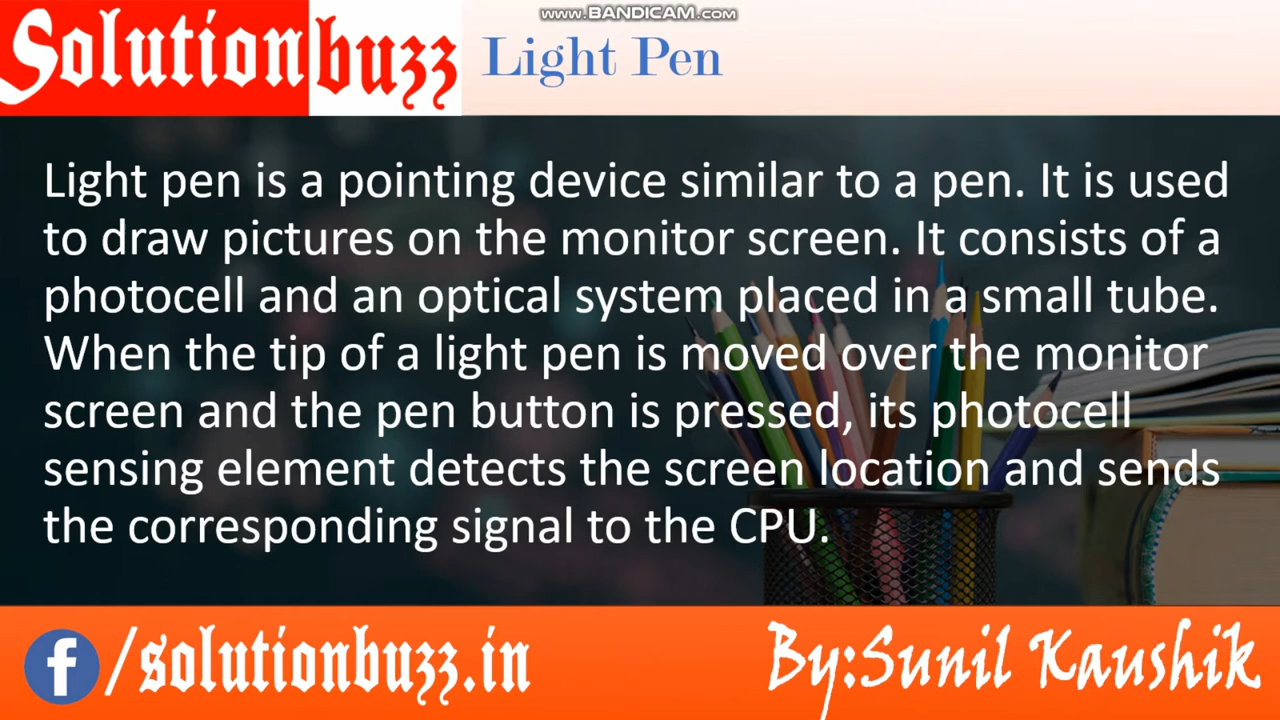 www.BANDICAM.com
Solutionbuzz Light Pen
Light pen is a pointing device similar to a pen. It is used
to draw pictures on the monitor screen. It consists of a
photocell and an optical system placed in a small tube.
When the tip of a light pen is moved over the monitor
screen and the pen button is pressed, its photocell
sensing element detects the screen location and sends
the corresponding signal to the CPU.
f/solutionbuzz.in By:Sunil Kaushik